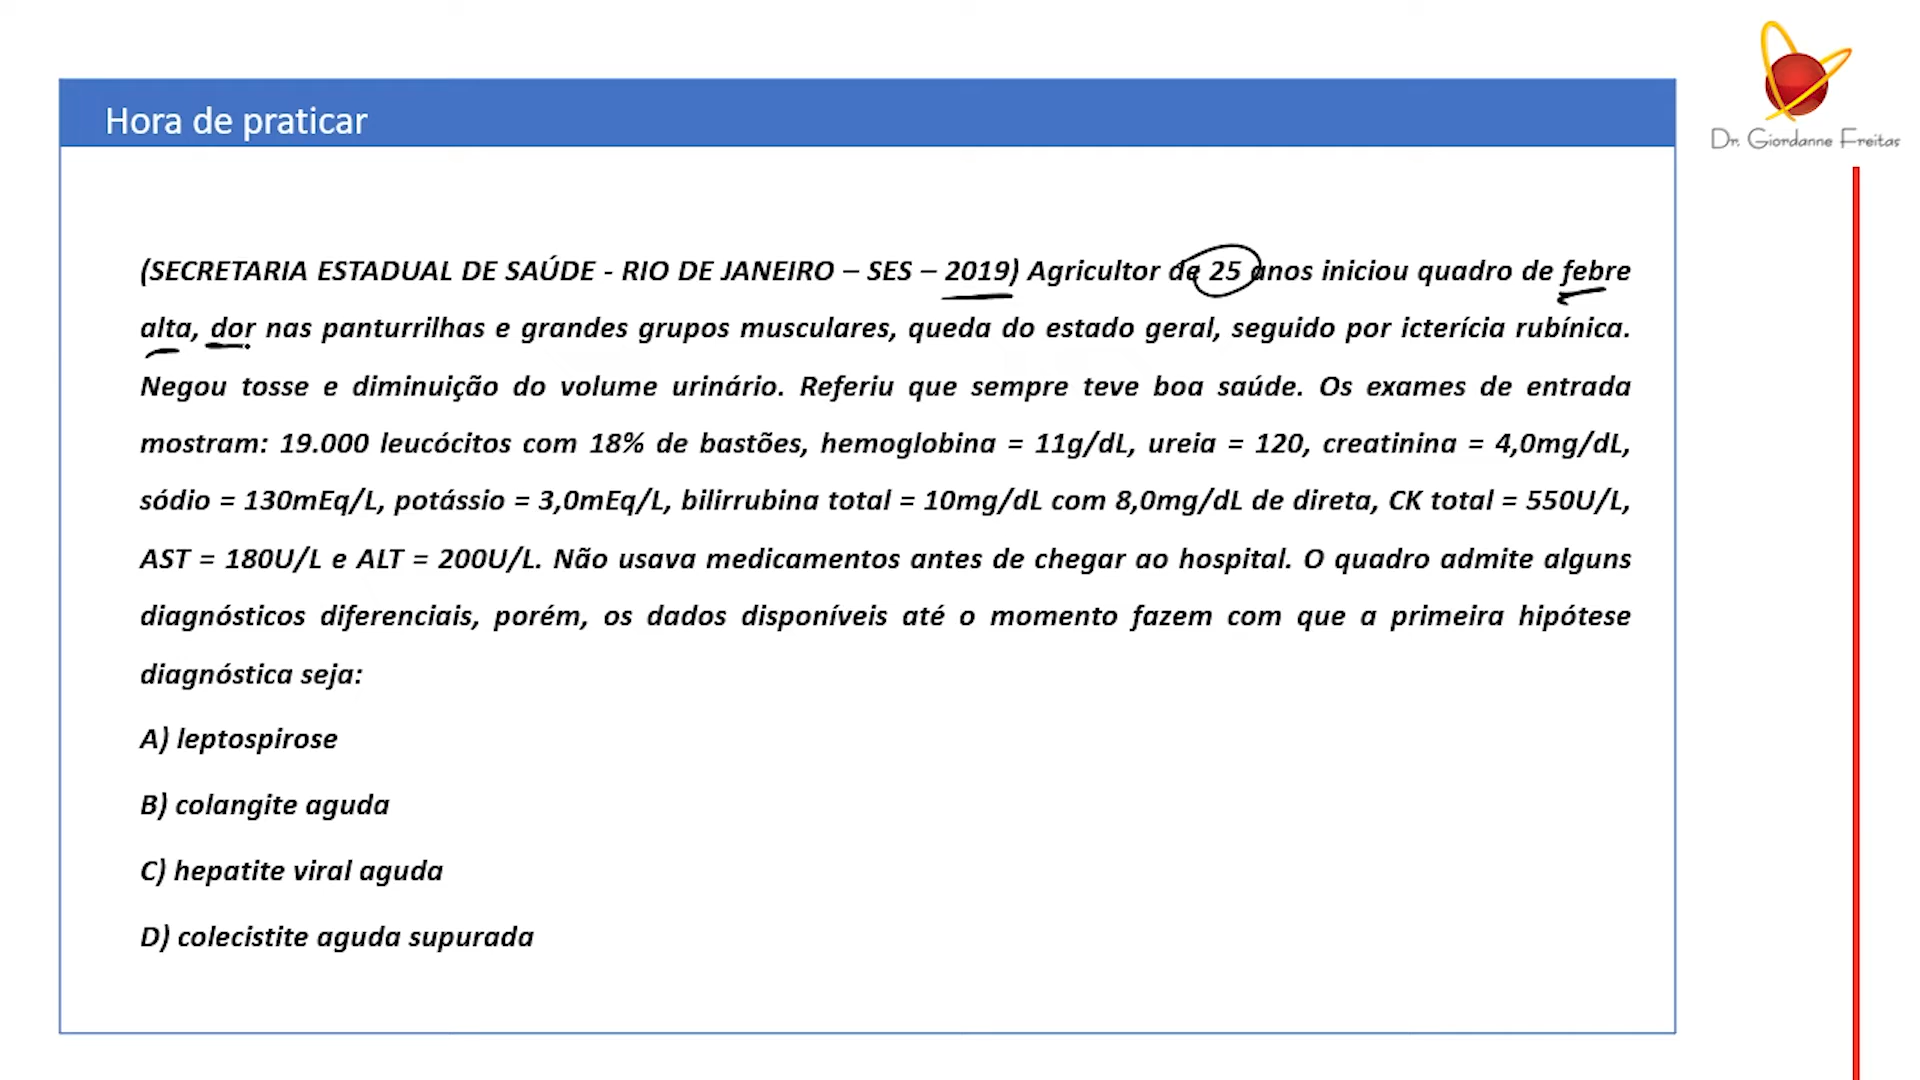 Hora de praticar
Dr. Giordanne Freitas
(SECRETARIA ESTADUAL DE SAÚDE - RIO DE JANEIRO – SES – 2019) Agricultor de 25 anos iniciou quadro de febre
alta, dor nas panturrilhas e grandes grupos musculares, queda do estado geral, seguido por icterícia rubínica.
Negou tosse e diminuição do volume urinário. Referiu que sempre teve boa saúde. Os exames de entrada
mostram: 19.000 leucócitos com 18% de bastões, hemoglobina = 11g/dL, ureia = 120, creatinina = 4,0mg/dL,
sódio = 130mEq/L, potássio = 3,0mEq/L, bilirrubina total = 10mg/dL com 8,0mg/dL de direta, CK total = 550U/L,
AST = 180U/L e ALT = 200U/L. Não usava medicamentos antes de chegar ao hospital. O quadro admite alguns
diagnósticos diferenciais, porém, os dados disponíveis até o momento fazem com que a primeira hipótese
diagnóstica seja:
A) leptospirose
B) colangite aguda
C) hepatite viral aguda
D) colecistite aguda supurada